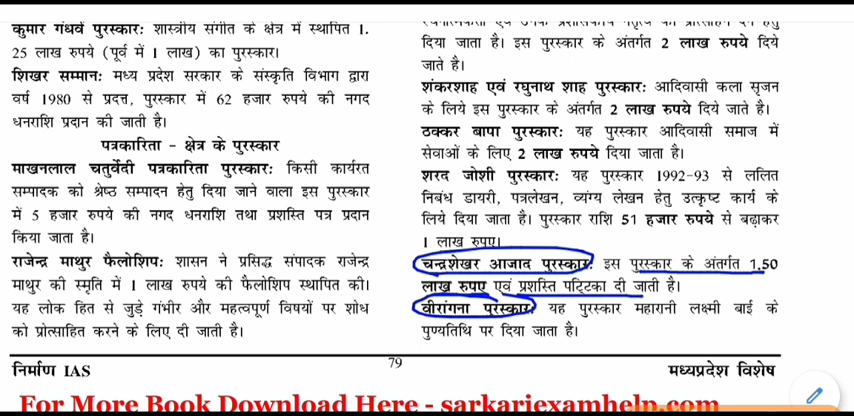 कुमार गंधर्व पुरस्कार: शास्त्रीय संगीत के क्षेत्र में स्थापित 1.
25 लाख रुपये (पूर्व में 1 लाख) का पुरस्कार।
शिखर सम्मान: मध्य प्रदेश सरकार के संस्कृति विभाग द्वारा
वर्ष 1980 से प्रदत्त, पुरस्कार में 62 हजार रुपये की नगद
धनराशि प्रदान की जाती है।
पत्रकारिता - क्षेत्र के पुरस्कार
माखनलाल चतुर्वेदी पत्रकारिता पुरस्कार: किसी कार्यरत
सम्पादक को श्रेष्ठ सम्पादन हेतु दिया जाने वाला इस पुरस्कार
में 5 हजार रुपये की नगद धनराशि तथा प्रशस्ति पत्र प्रदान
किया जाता है।
राजेन्द्र माथुर फैलोशिप: शासन ने प्रसिद्ध संपादक राजेन्द्र
माथुर की स्मृति में 1 लाख रुपये की फैलोशिप स्थापित की।
यह लोक हित से जुड़े गंभीर और महत्वपूर्ण विषयों पर शोध
को प्रोत्साहित करने के लिए दी जाती है।
दिया जाता है। इस पुरस्कार के अंतर्गत 2 लाख रुपये दिये
जाते है।
शंकरशाह एवं रघुनाथ शाह पुरस्कार: आदिवासी कला सृजन
के लिये इस पुरस्कार के अंतर्गत 2 लाख रुपये दिये जाते है।
ठक्कर बापा पुरस्कार: यह पुरस्कार आदिवासी समाज में
सेवाओं के लिए 2 लाख रुपये दिया जाता है।
शरद जोशी पुरस्कार: यह पुरस्कार 1992-93 से ललित
निबंध डायरी, पत्रलेखन, व्यंग्य लेखन हेतु उत्कृष्ट कार्य के
लिये दिया जाता है। पुरस्कार राशि 51 हजार रुपये से बढ़ाकर
1 लाख रुपए।
चन्द्रशेखर आजाद पुरस्कार: इस पुरस्कार के अंतर्गत 1.50
लाख रुपए एवं प्रशस्ति पट्टिका दी जाती है।
वीरांगना पुरस्कार: यह पुरस्कार महारानी लक्ष्मी बाई के
पुण्यतिथि पर दिया जाता है।
निर्माण IAS 79 मध्यप्रदेश विशेष
For More Book Download Here - sarkariexamhelp.com